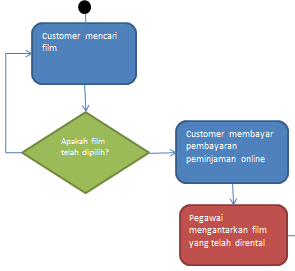 Customer mencari
film
Apakah film
telah dipilih?
Customer membayar
pembayaran
peminjaman online
Pegawai
mengantarkan film
yang telah dirental